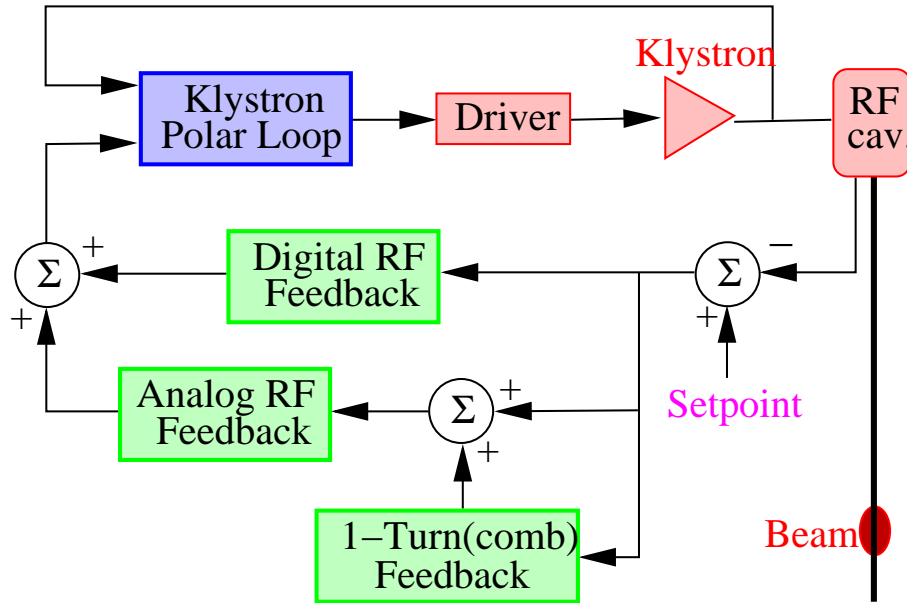 Klystron
Klystron
Polar Loop
Driver
RF
cav.
+
−
Σ
Digital RF
Feedback
Σ
+
+
Setpoint
Analog RF
Feedback
Σ
+
+
1−Turn(comb)
Feedback
Beam